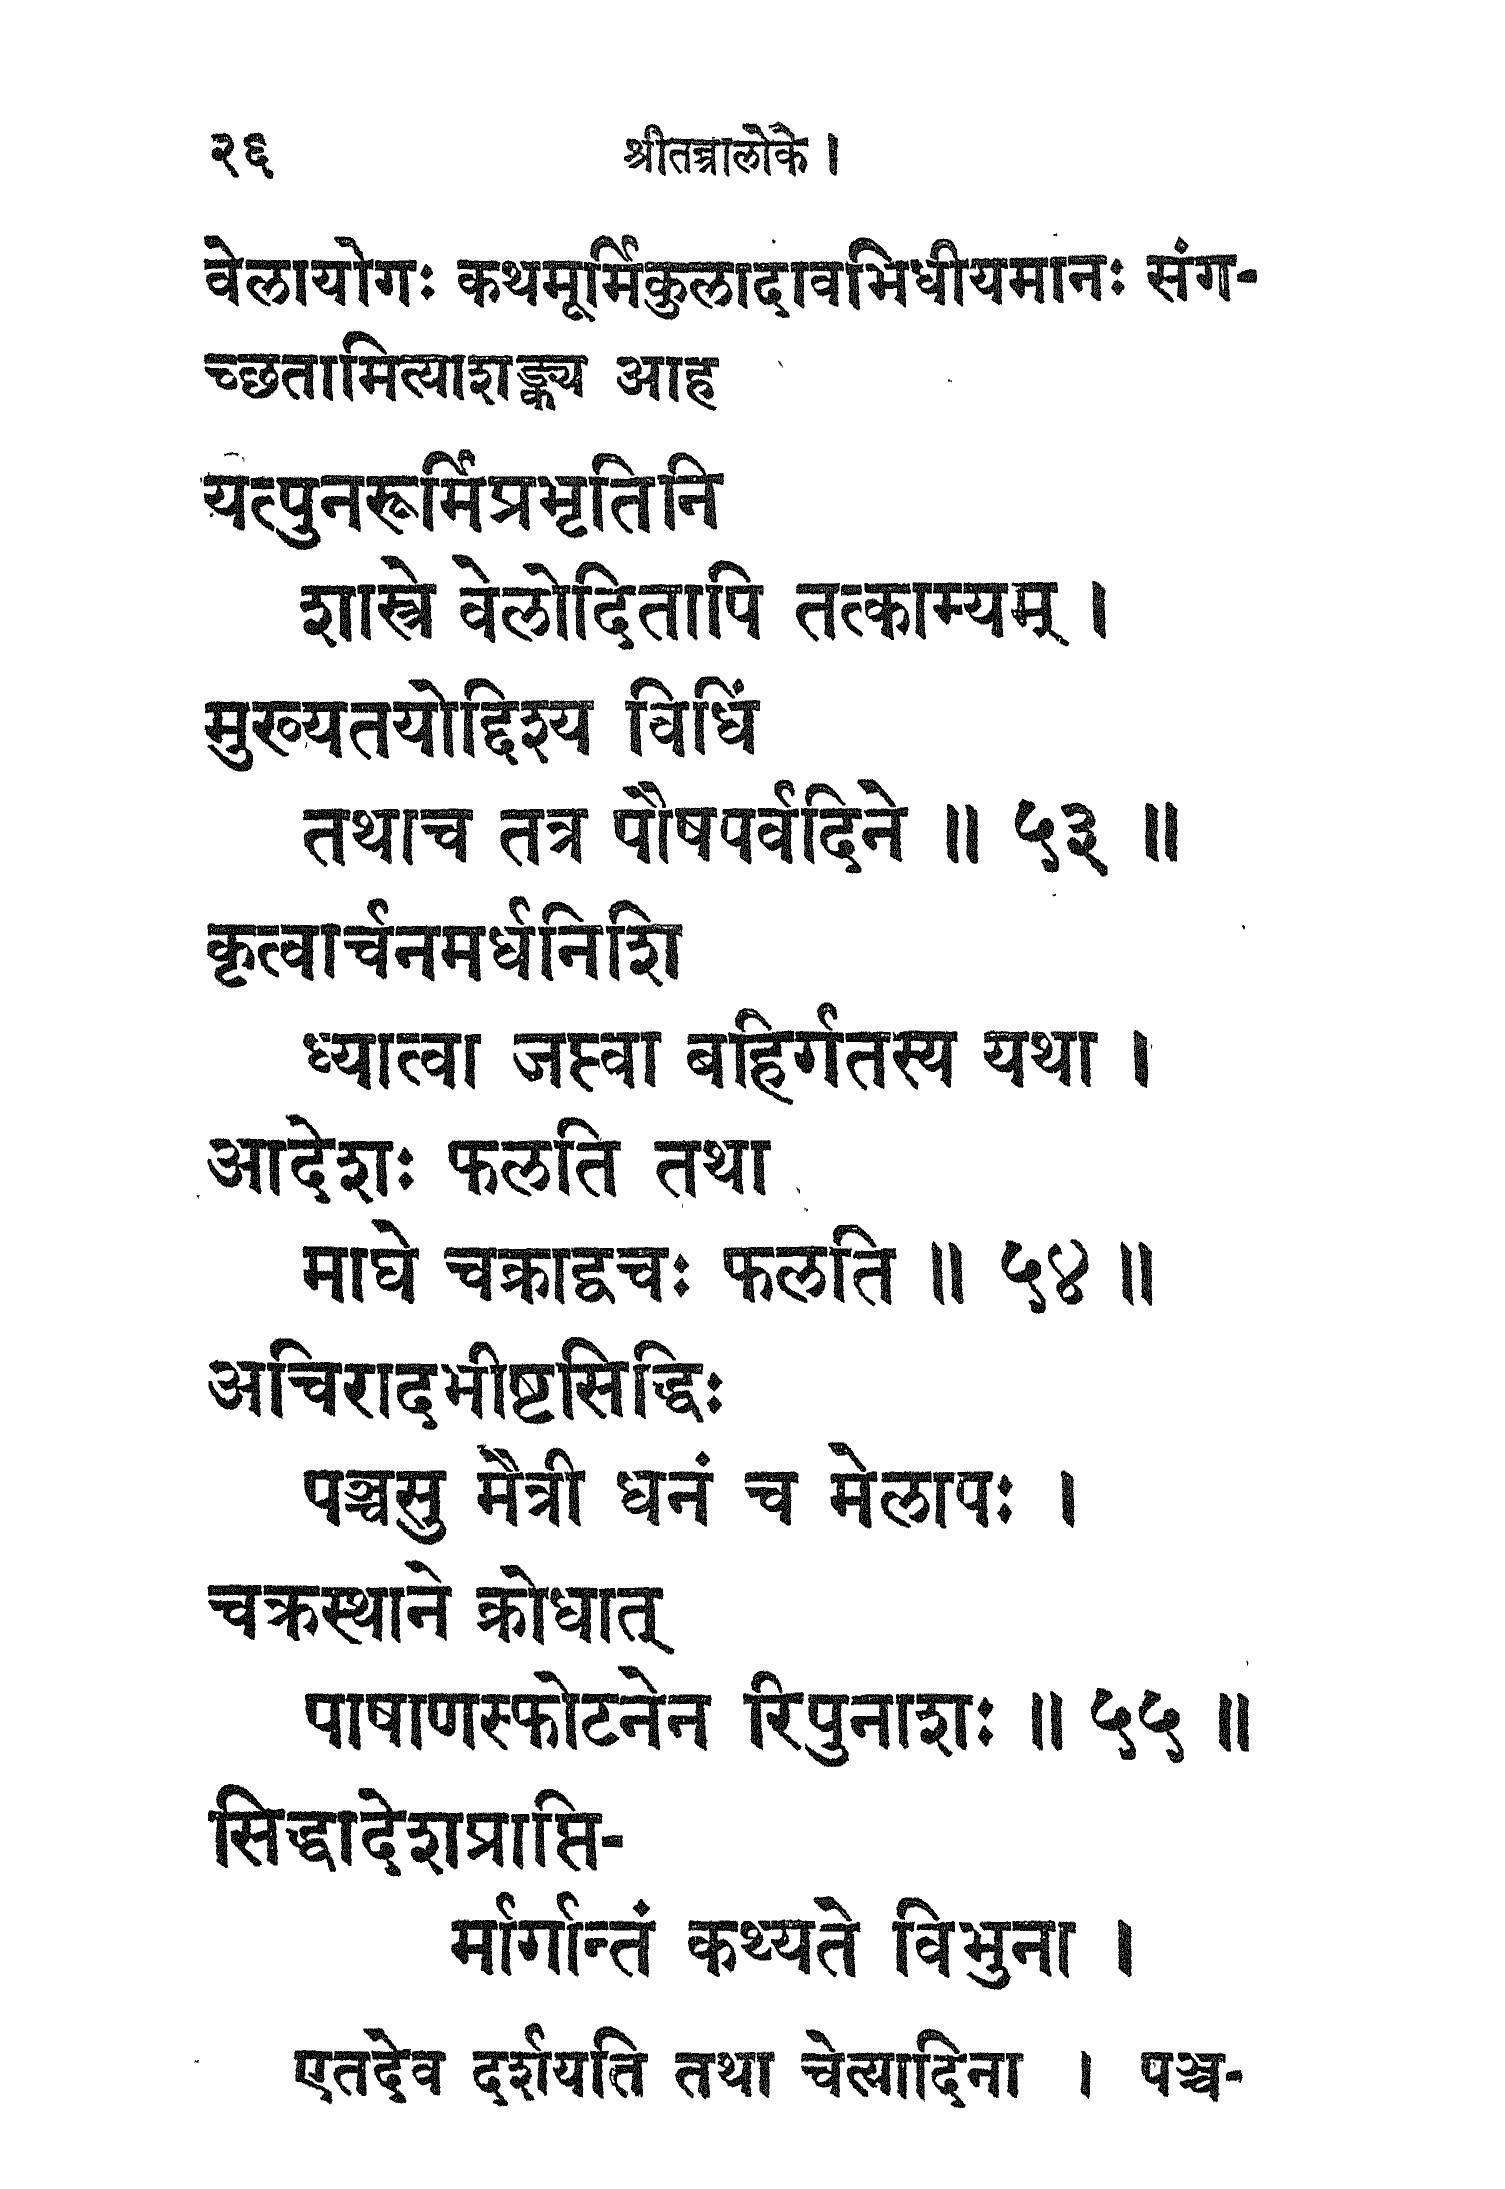 २६ श्रीतन्त्रालोके ।
वेलायोगः कथमूर्मिकुलादावभिधीयमानः संग-
च्छतामित्याशङ्क्य आह
यत्पुनरूर्मिप्रभृतिनि
शास्त्रे वेलोदितापि तत्काम्यम् ।
मुख्यतयोद्दिश्य विधिं
तथाच तत्र पौषपर्वदिने ॥ ५३ ॥
कृत्वार्चनमर्धनिशि
ध्यात्वा जप्त्वा बहिर्गतस्य यथा ।
आदेशः फलति तथा
माघे चक्राद्वचः फलति ॥ ५४ ॥
अचिरादभीष्टसिद्धिः
पञ्चसु मैत्री धनं च मेलापः ।
चक्रस्थाने क्रोधात्
पाषाणस्फोटनेन रिपुनाशः ॥ ५५ ॥
सिद्धादेशप्राप्ति-
र्मार्गान्तं कथ्यते विभुना ।
एतदेव दर्शयति तथा चेत्यादिना । पञ्च-